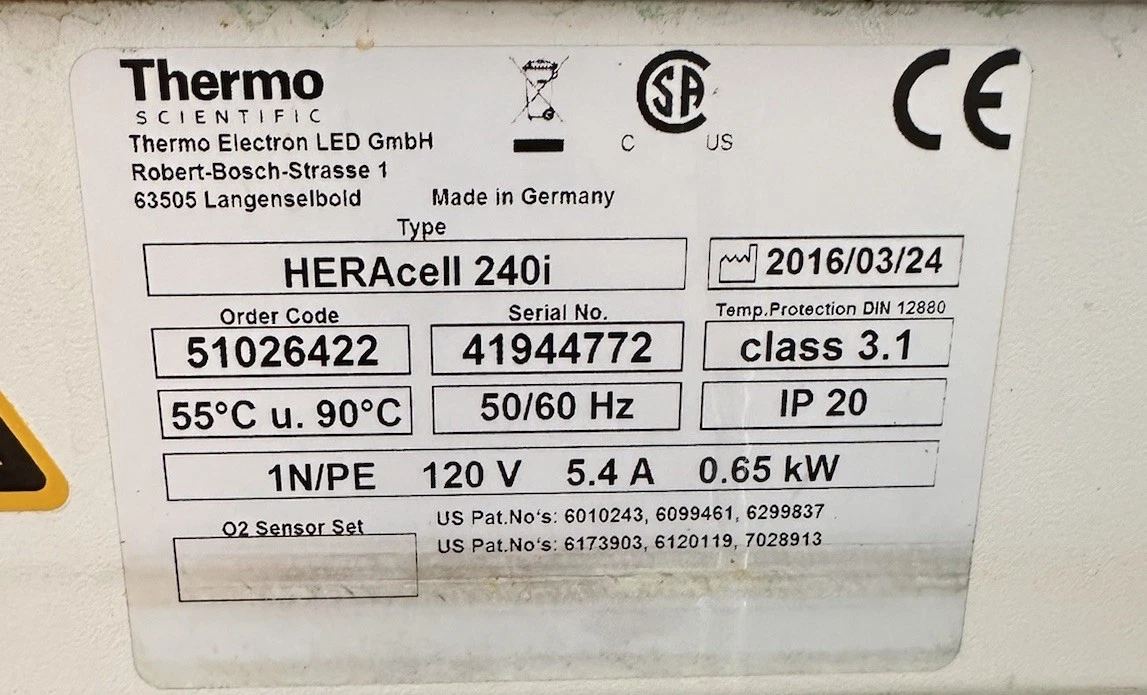 Thermo
SCIENTIFIC
Thermo Electron LED GmbH
Robert-Bosch-Strasse 1
63505 Langenselbold
Made in Germany
C SA US
CE
Type
HERAcell 240i
2016/03/24
Order Code
51026422
Serial No.
41944772
Temp.Protection DIN 12880
class 3.1
55°C u. 90°C
50/60 Hz
IP 20
1N/PE 120 V 5.4 A 0.65 kW
O2 Sensor Set
US Pat.No's: 6010243, 6099461, 6299837
US Pat.No's: 6173903, 6120119, 7028913